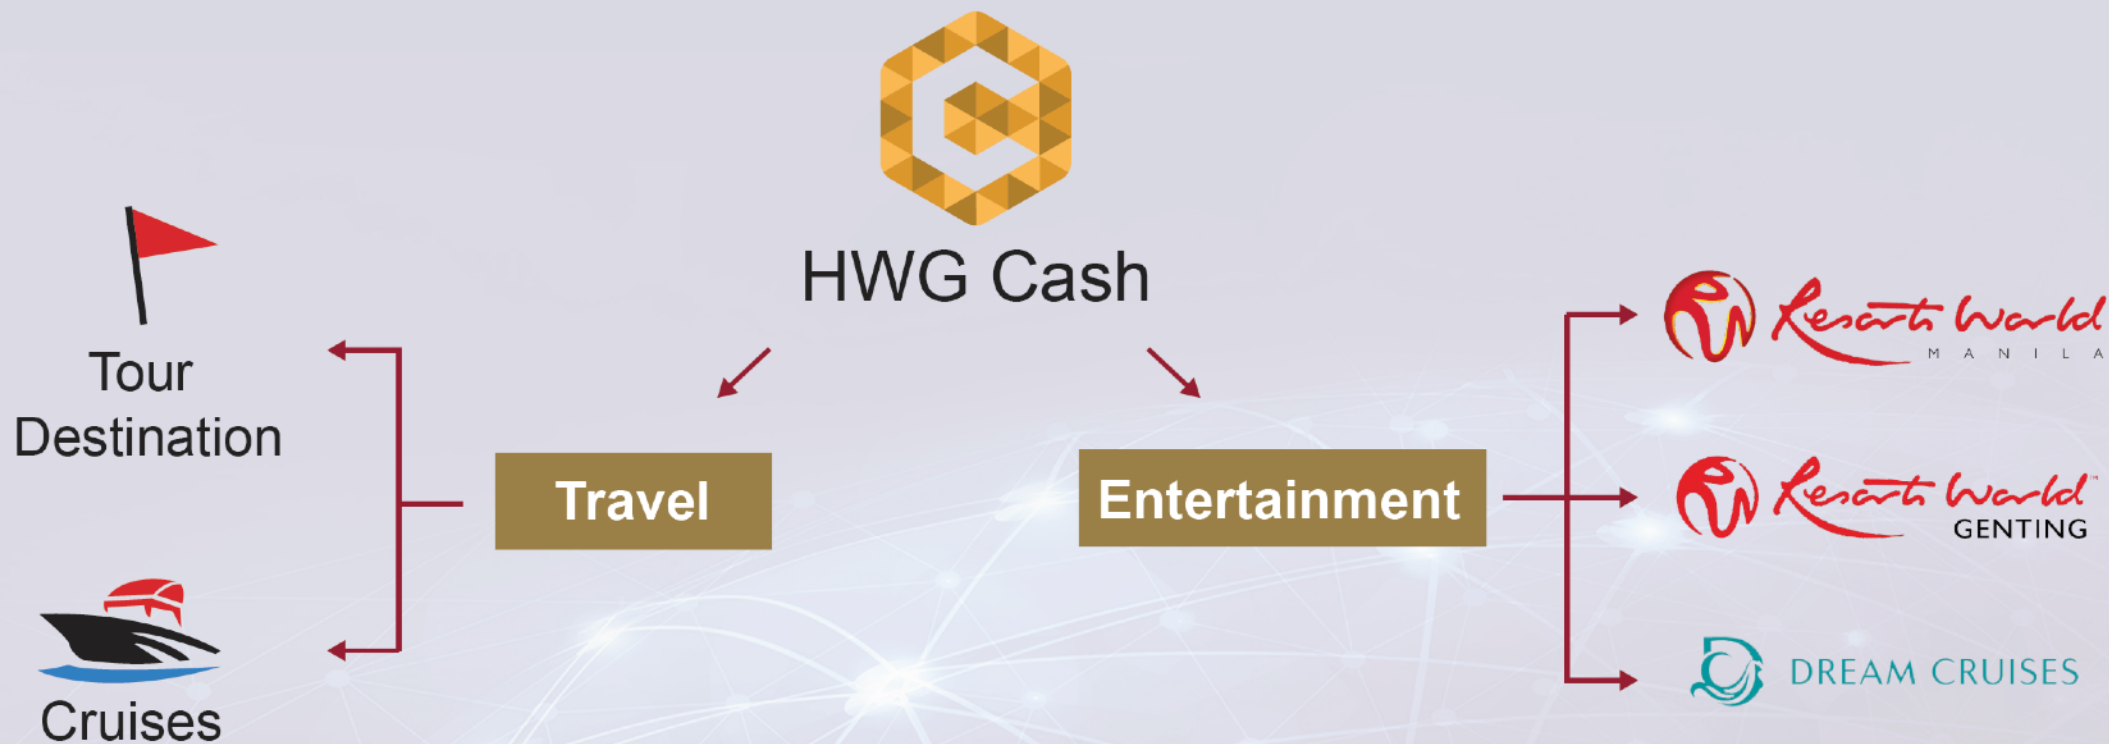 HWG Cash
Tour
Destination
Travel
Cruises
Entertainment
Resorts World
MANILA
Resorts World
GENTING
DREAM CRUISES